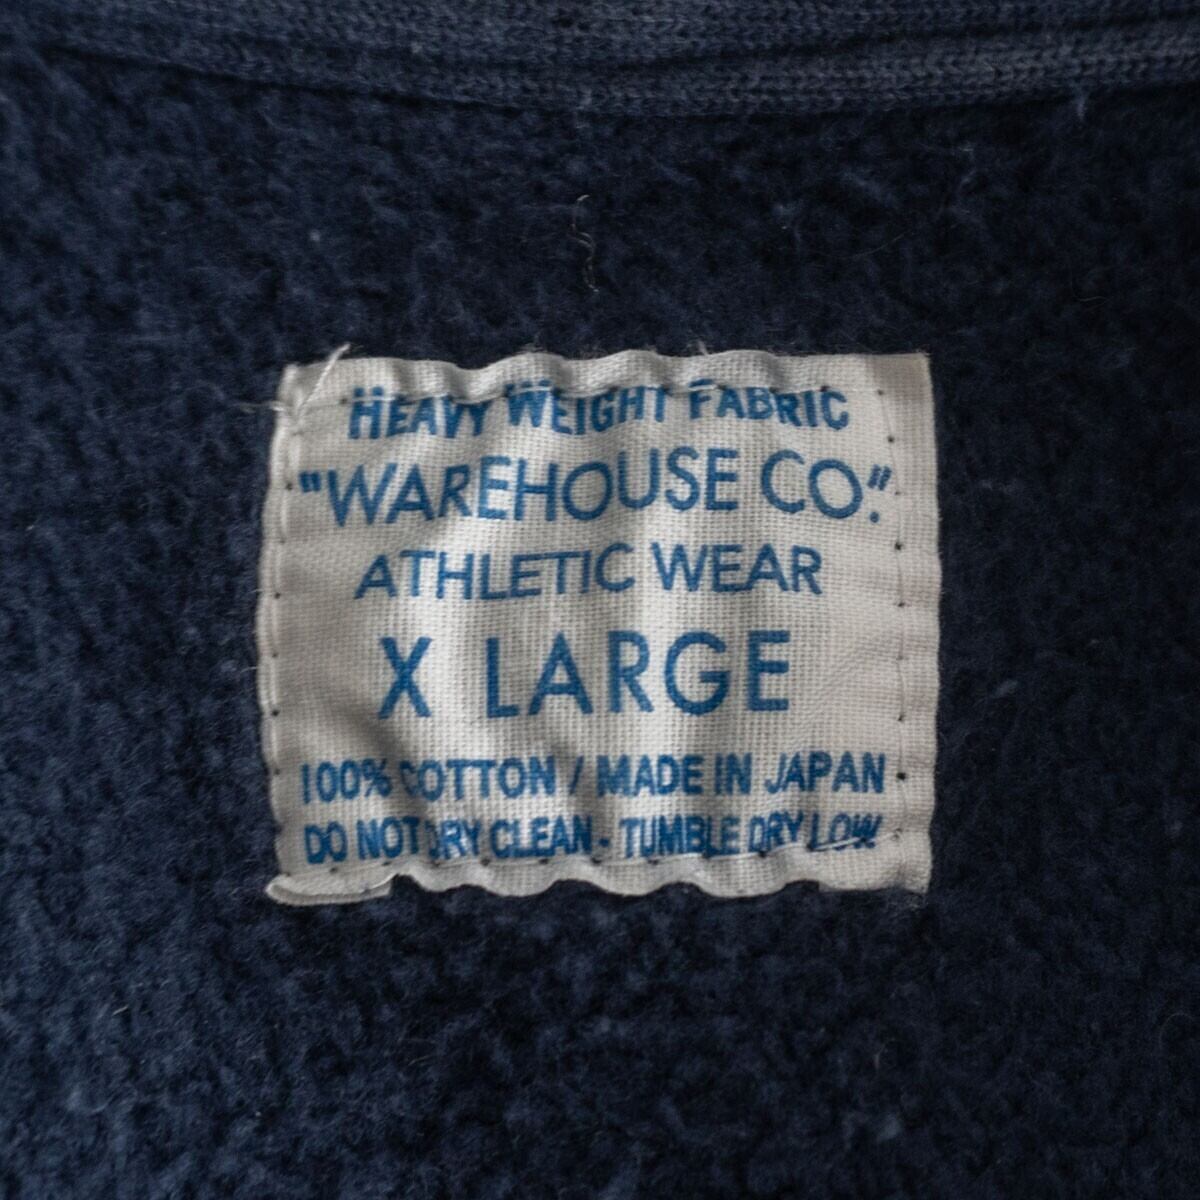 HEAVY WEIGHT FABRIC
"WAREHOUSE CO."
ATHLETIC WEAR
X LARGE
100% COTTON / MADE IN JAPAN
DO NOT DRY CLEAN - TUMBLE DRY LOW